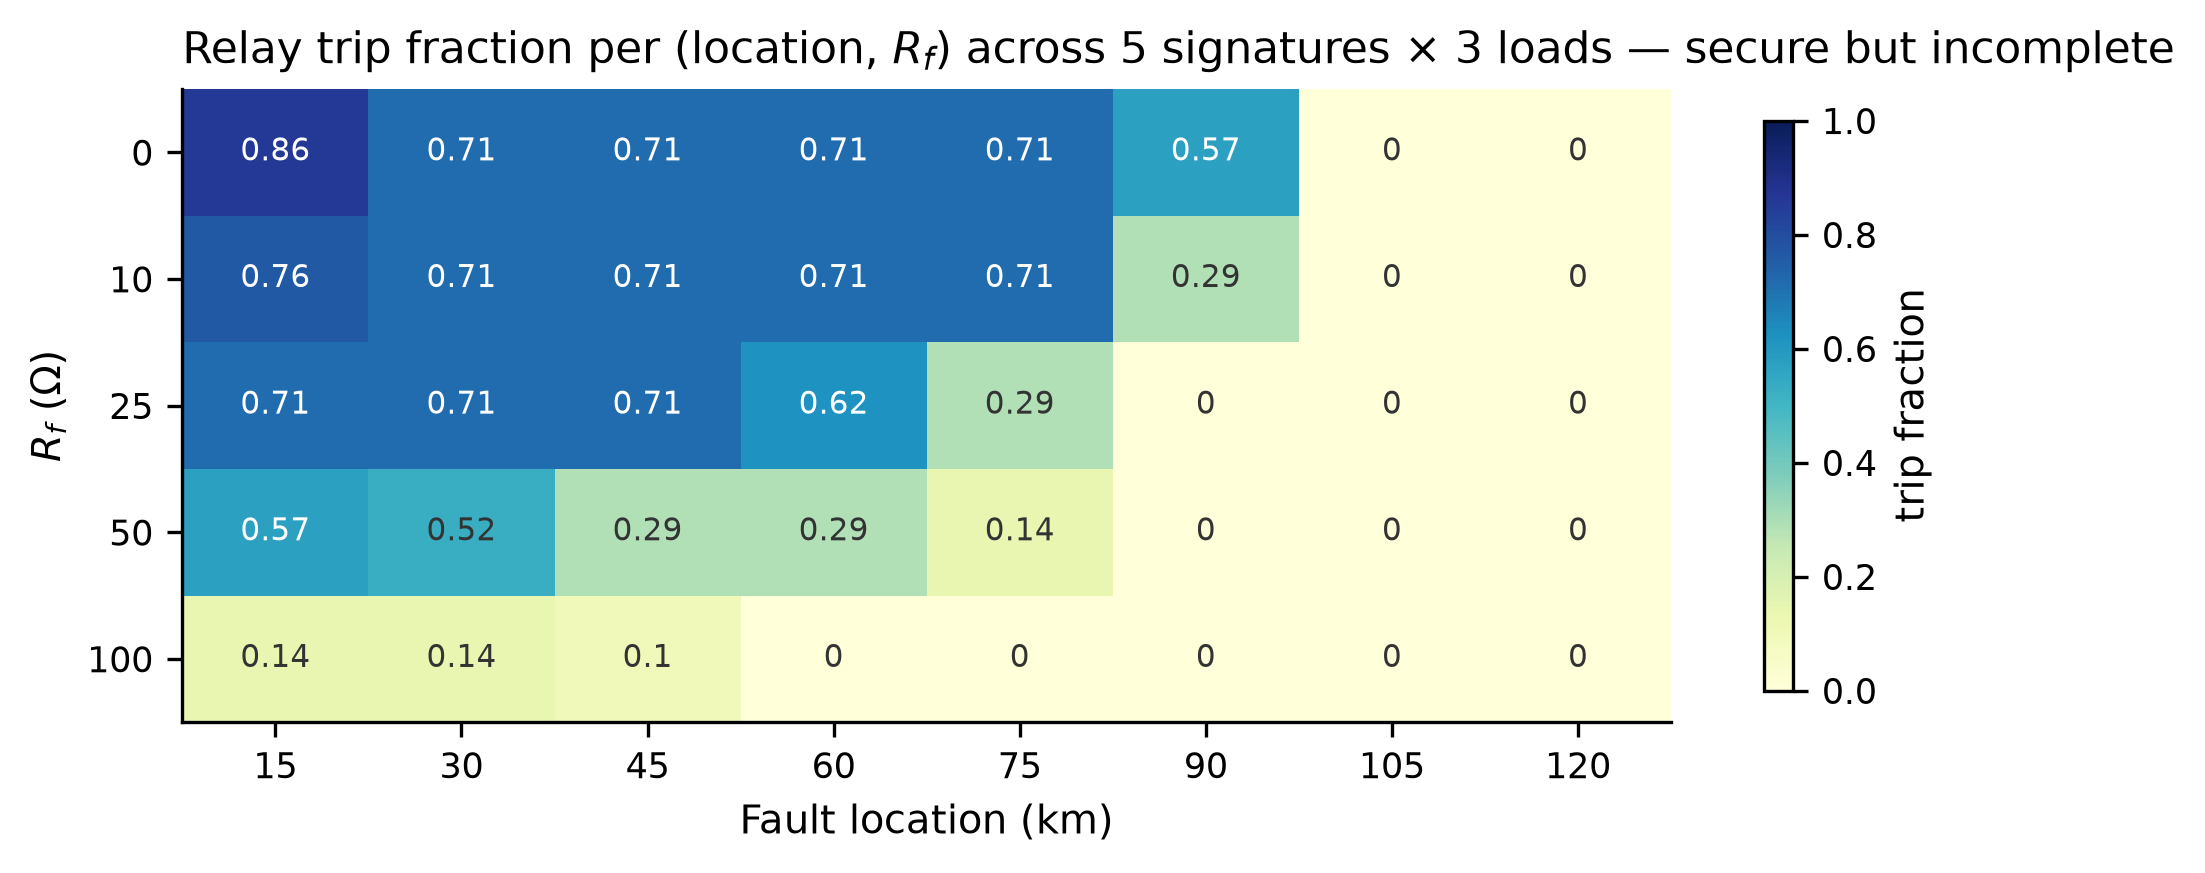 Relay trip fraction per (location, R_f) across 5 signatures × 3 loads — secure but incomplete
R_f (Ω)
0 0.86 0.71 0.71 0.71 0.71 0.57 0 0
10 0.76 0.71 0.71 0.71 0.71 0.29 0 0
25 0.71 0.71 0.71 0.62 0.29 0 0 0
50 0.57 0.52 0.29 0.29 0.14 0 0 0
100 0.14 0.14 0.1 0 0 0 0 0
15 30 45 60 75 90 105 120
Fault location (km)
1.0
0.8
0.6
0.4
0.2
0.0
trip fraction